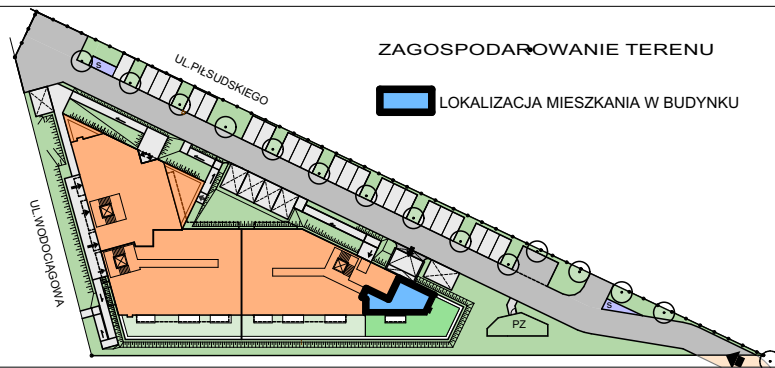 ZAGOSPODAROWANIE TERENU
UL.PIŁSUDSKIEGO
LOKALIZACJA MIESZKANIA W BUDYNKU
Ś
UL.WODOCIĄGOWA
Ś
PZ